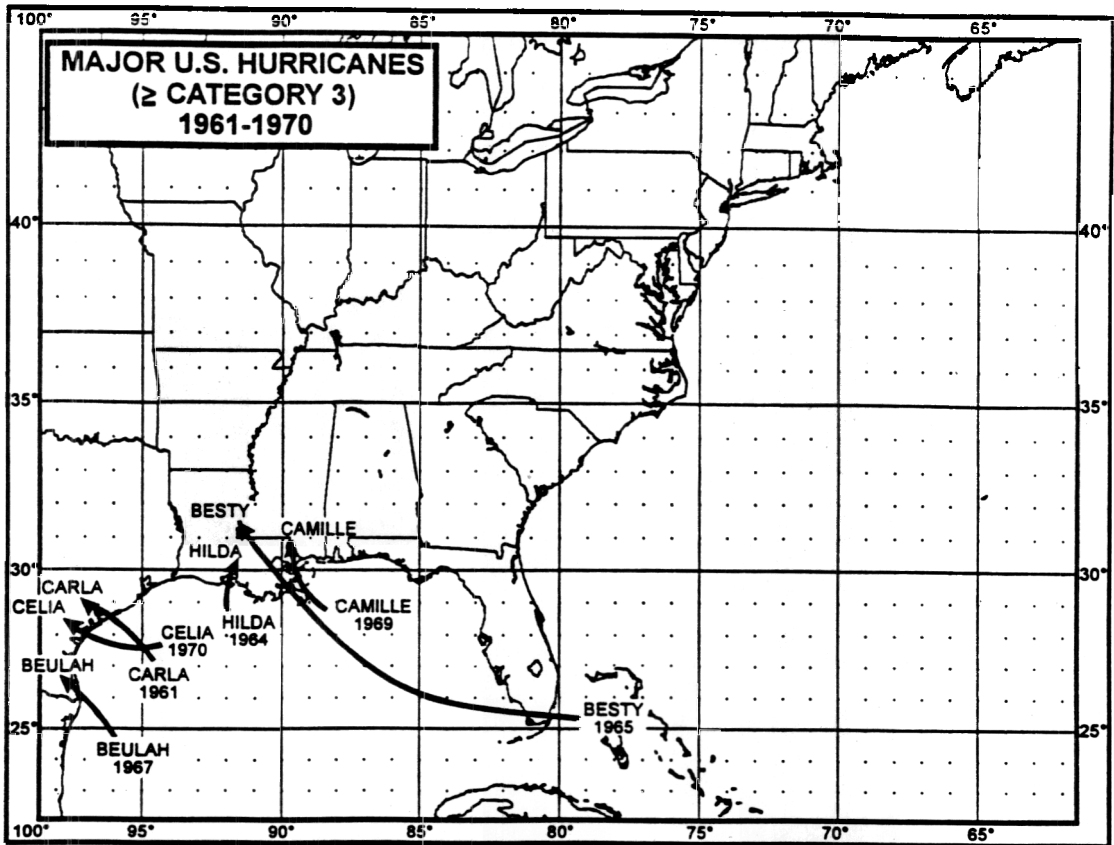 100° 95° 90° 85° 80° 75° 70° 65°
MAJOR U.S. HURRICANES
(≥ CATEGORY 3)
1961-1970
40° 40°
35° 35°
BESTY
CAMILLE
HILDA
30° 30°
CARLA
CELIA
CAMILLE
1969
HILDA
1964
CELIA
1970
BEULAH
CARLA
1961
BESTY
1965
25° 25°
BEULAH
1967
100° 95° 90° 85° 80° 75° 70° 65°